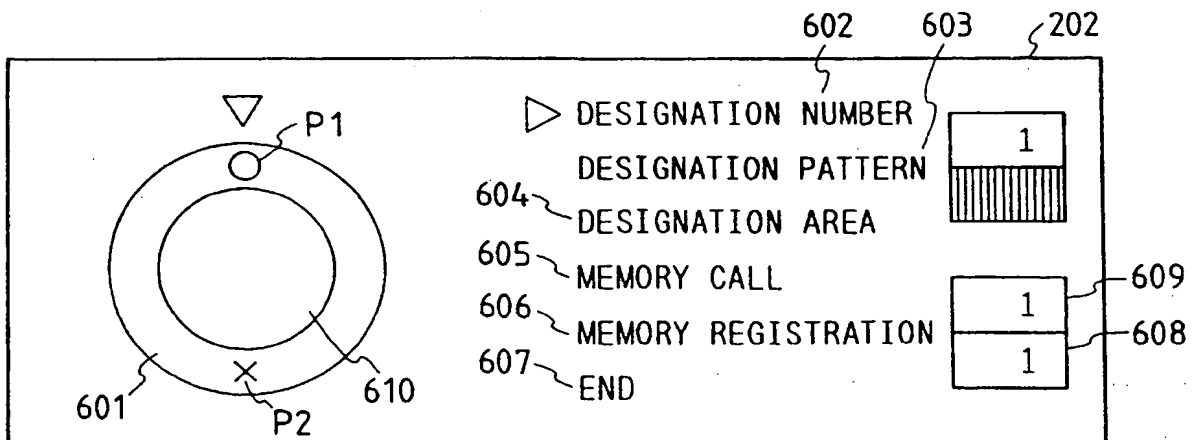 602 603 202
P1 ▷ DESIGNATION NUMBER 1
DESIGNATION PATTERN
604 DESIGNATION AREA
605 MEMORY CALL 1 609
606 MEMORY REGISTRATION 1 608
607 END
601 P2 610